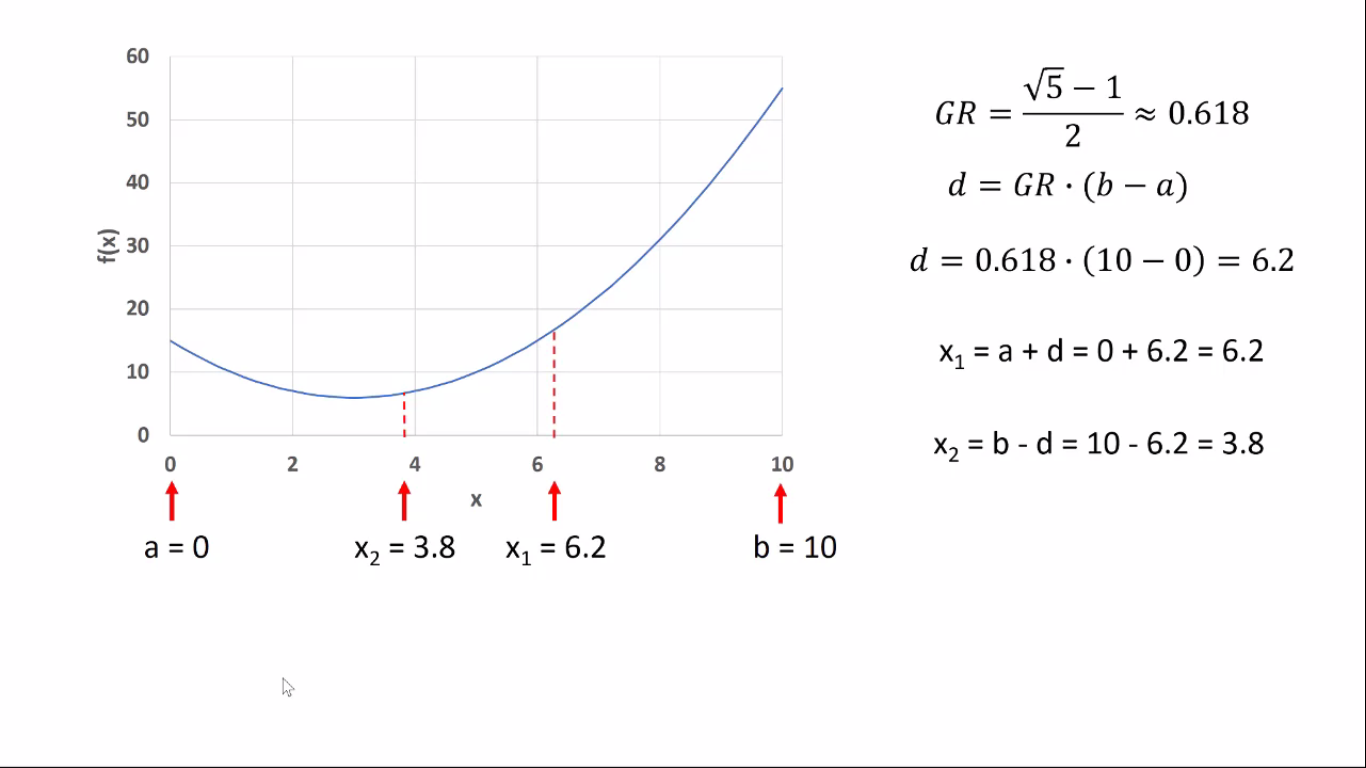 60
50
40
30
20
10
0
f(x)
0 2 4 6 8 10
x
a = 0
x₂ = 3.8
x₁ = 6.2
b = 10
GR = (√5 − 1)/2 ≈ 0.618
d = GR · (b − a)
d = 0.618 · (10 − 0) = 6.2
x₁ = a + d = 0 + 6.2 = 6.2
x₂ = b - d = 10 - 6.2 = 3.8